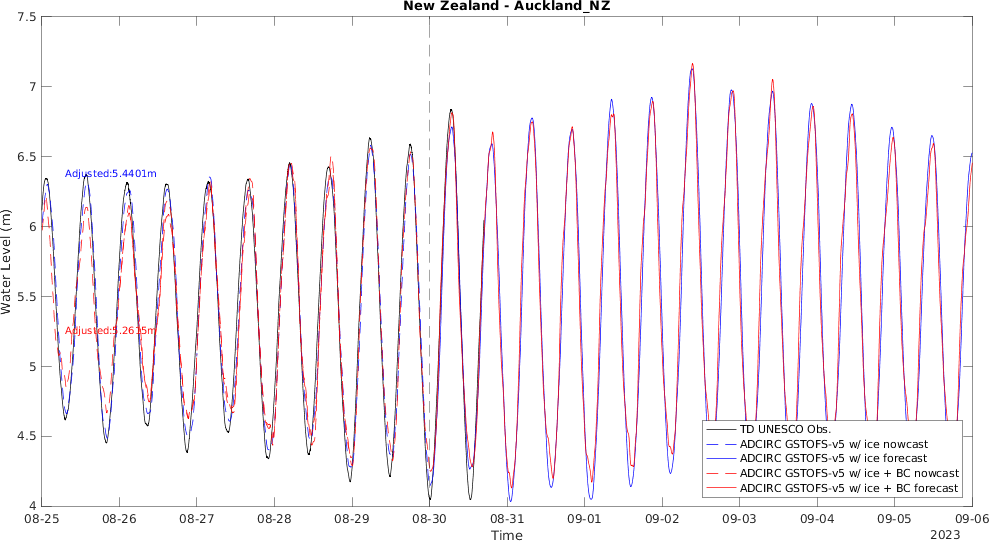 New Zealand - Auckland_NZ
7.5
7
6.5
6
5.5
5
4.5
4
Water Level (m)
Adjusted:5.4401m
Adjusted:5.2615m
TD UNESCO Obs.
ADCIRC GSTOFS-v5 w/ ice nowcast
ADCIRC GSTOFS-v5 w/ ice forecast
ADCIRC GSTOFS-v5 w/ ice + BC nowcast
ADCIRC GSTOFS-v5 w/ ice + BC forecast
08-25 08-26 08-27 08-28 08-29 08-30 08-31 09-01 09-02 09-03 09-04 09-05 09-06
Time
2023